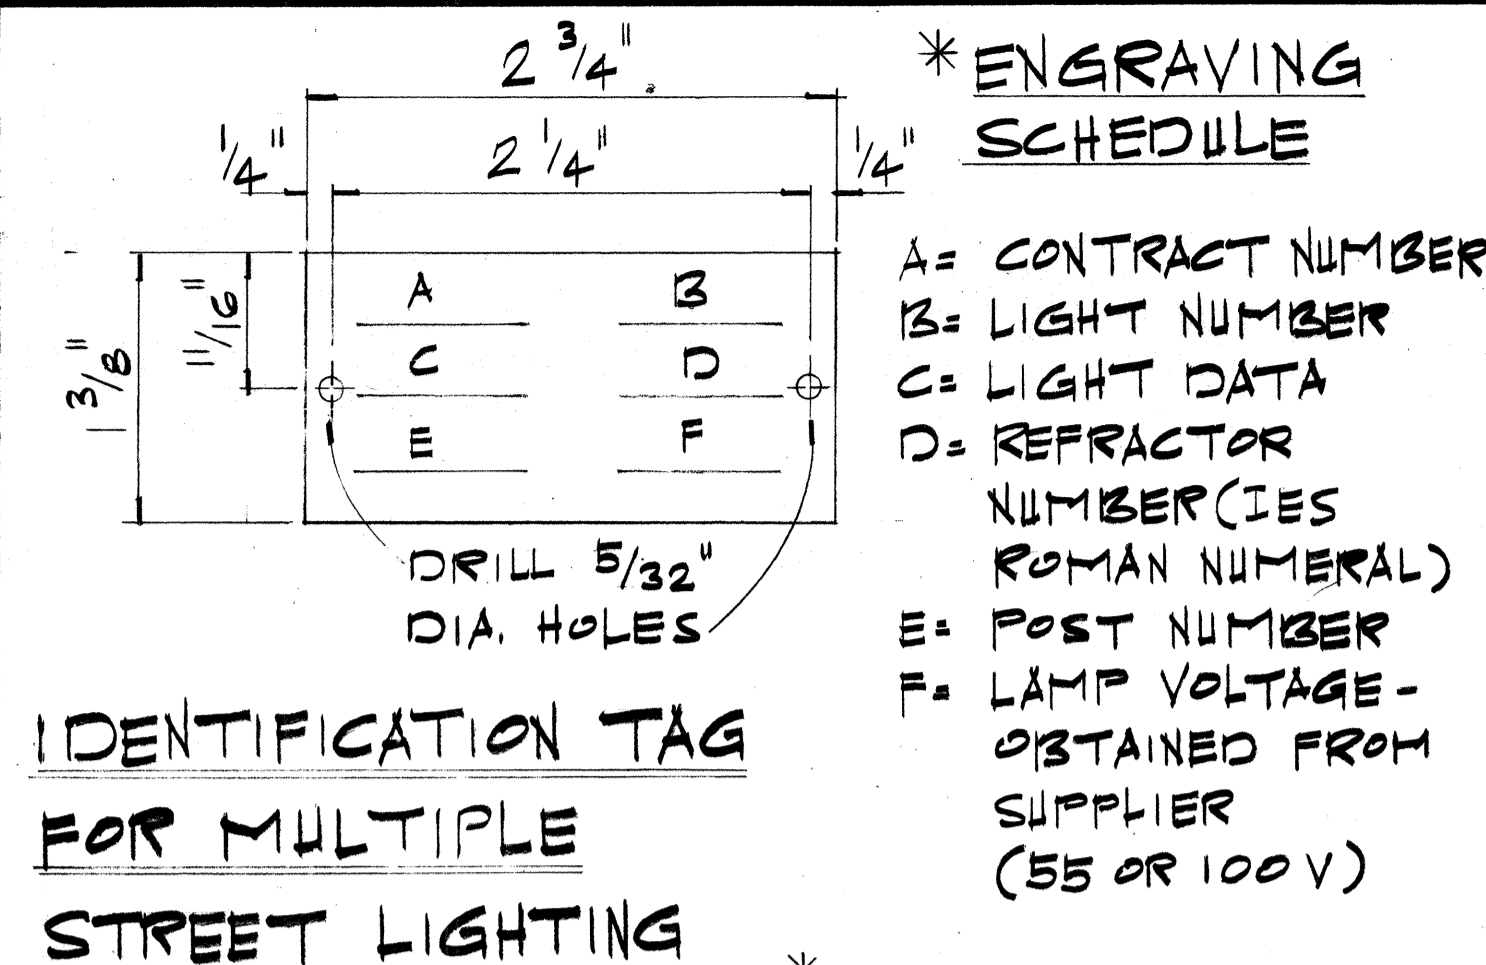 2 3/4"
1/4" 2 1/4" 1/4"
1 3/8"
11/16"
A B
C D
E F
DRILL 5/32"
DIA. HOLES
IDENTIFICATION TAG
FOR MULTIPLE
STREET LIGHTING
* ENGRAVING
SCHEDULE
A= CONTRACT NUMBER
B= LIGHT NUMBER
C= LIGHT DATA
D= REFRACTOR
NUMBER (IES
ROMAN NUMERAL)
E= POST NUMBER
F= LAMP VOLTAGE-
OBTAINED FROM
SUPPLIER
(55 OR 100 V)
*